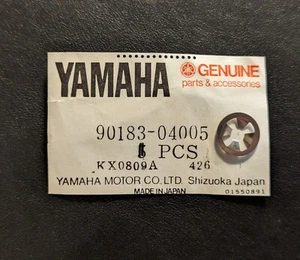 YAMAHA
GENUINE
parts & accessories
90183-04005
PCS
KX0809A 426
YAMAHA MOTOR CO.LTD. Shizuoka Japan
MADE IN JAPAN
01550891